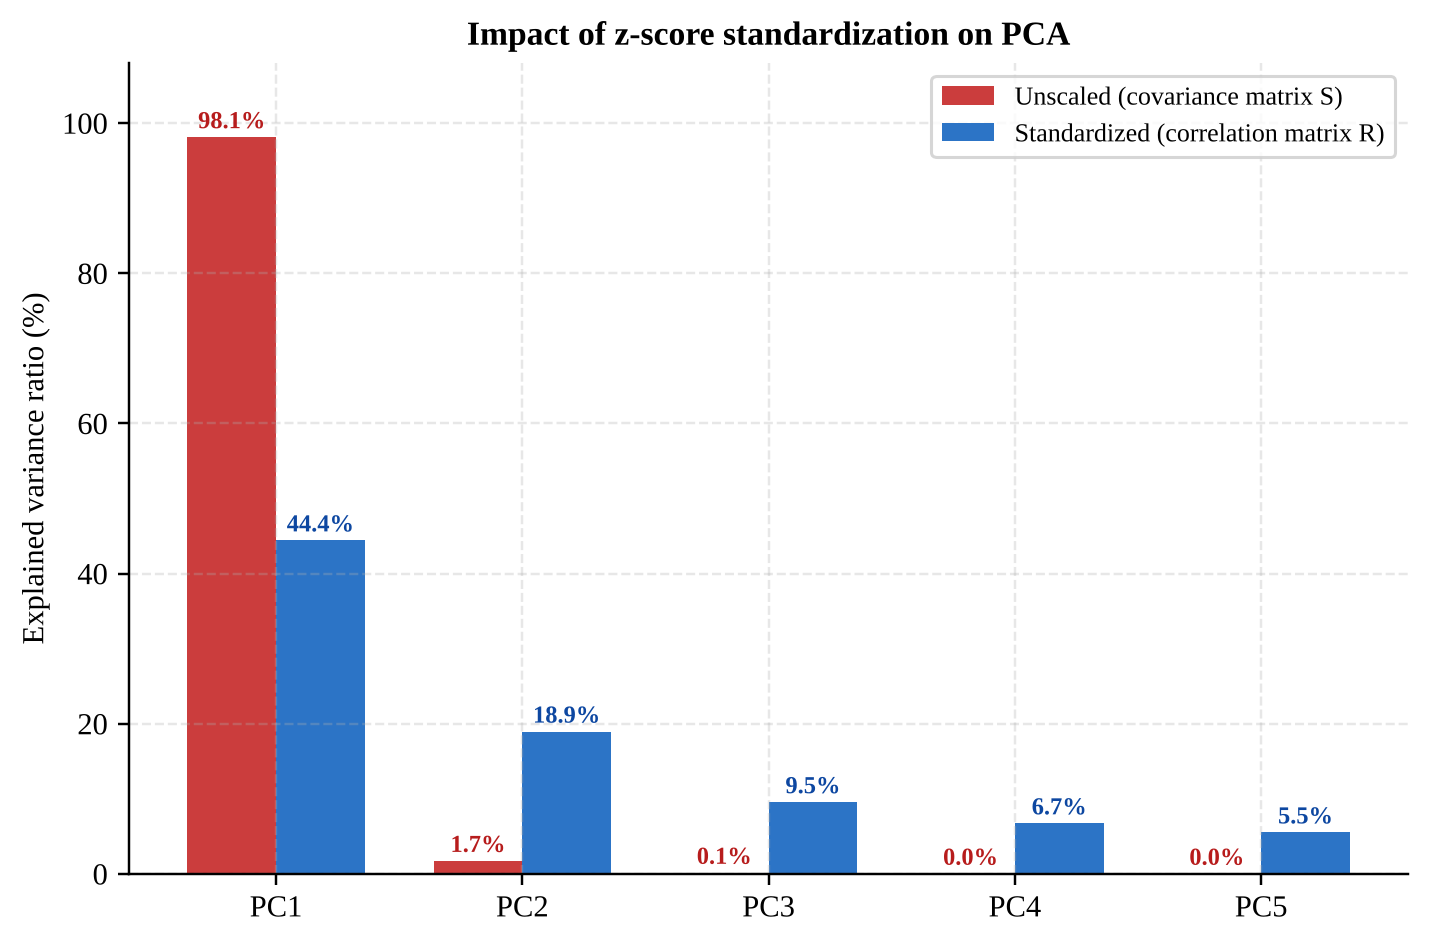 Impact of z-score standardization on PCA
Unscaled (covariance matrix S)
Standardized (correlation matrix R)
Explained variance ratio (%)
100
80
60
40
20
0
98.1%
44.4%
1.7%
18.9%
0.1%
9.5%
0.0%
6.7%
0.0%
5.5%
PC1
PC2
PC3
PC4
PC5